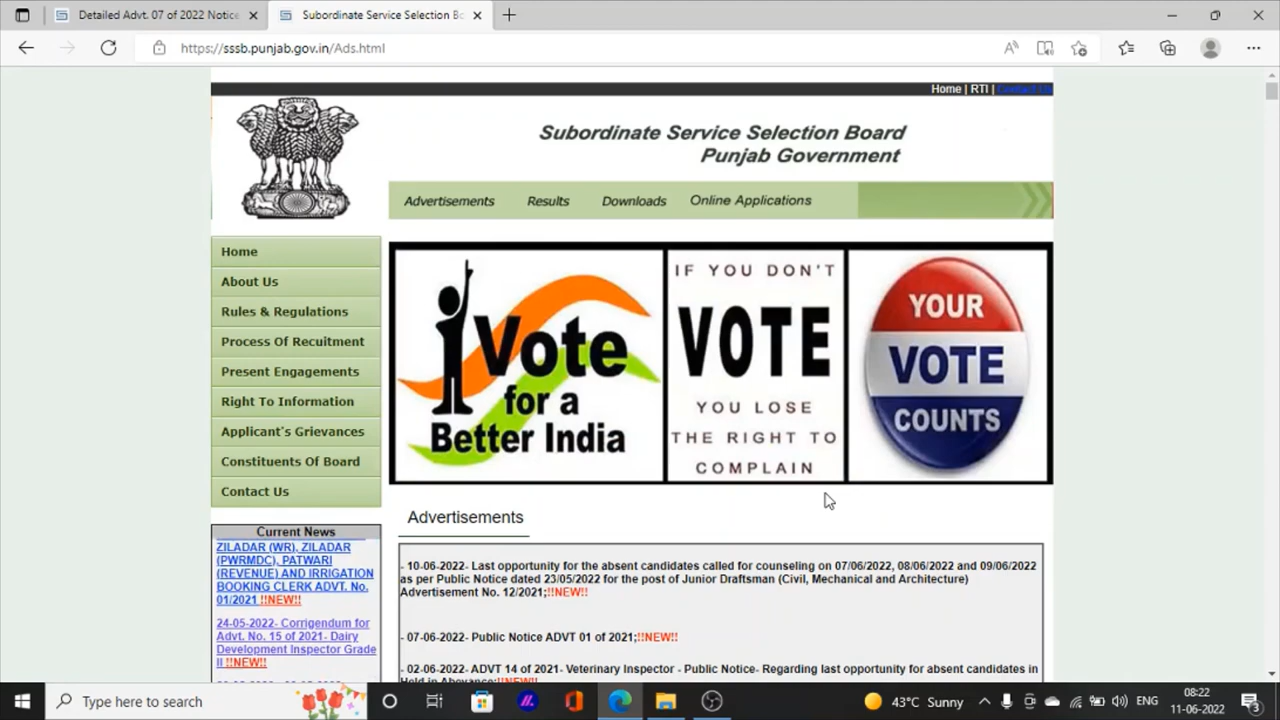 Detailed Advt. 07 of 2022 Notice
Subordinate Service Selection Bo
https://sssb.punjab.gov.in/Ads.html
Home | RTI | Contact Us
Subordinate Service Selection Board
Punjab Government
Advertisements Results Downloads Online Applications
Home
About Us
Rules & Regulations
Process Of Recuitment
Present Engagements
Right To Information
Applicant's Grievances
Constituents Of Board
Contact Us
Vote
for a
Better India
IF YOU DON'T
VOTE
YOU LOSE
THE RIGHT TO
COMPLAIN
YOUR
VOTE
COUNTS
Advertisements
Current News
ZILADAR (WR), ZILADAR
(PWRMDC), PATWARI
(REVENUE) AND IRRIGATION
BOOKING CLERK ADVT. No.
01/2021 !!NEW!!
24-05-2022- Corrigendum for
Advt. No. 15 of 2021- Dairy
Development Inspector Grade
II !!NEW!!
- 10-06-2022- Last opportunity for the absent candidates called for counseling on 07/06/2022, 08/06/2022 and 09/06/2022
as per Public Notice dated 23/05/2022 for the post of Junior Draftsman (Civil, Mechanical and Architecture)
Advertisement No. 12/2021;!!NEW!!
- 07-06-2022- Public Notice ADVT 01 of 2021;!!NEW!!
- 02-06-2022- ADVT 14 of 2021- Veterinary Inspector - Public Notice- Regarding last opportunity for absent candidates in
Held in Abeyance;!!NEW!!
Type here to search
43°C Sunny
ENG
08:22
11-06-2022
3